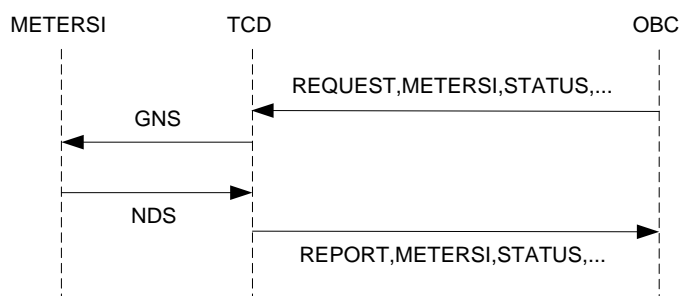 METERSI TCD OBC
REQUEST,METERSI,STATUS,...
GNS
NDS
REPORT,METERSI,STATUS,...